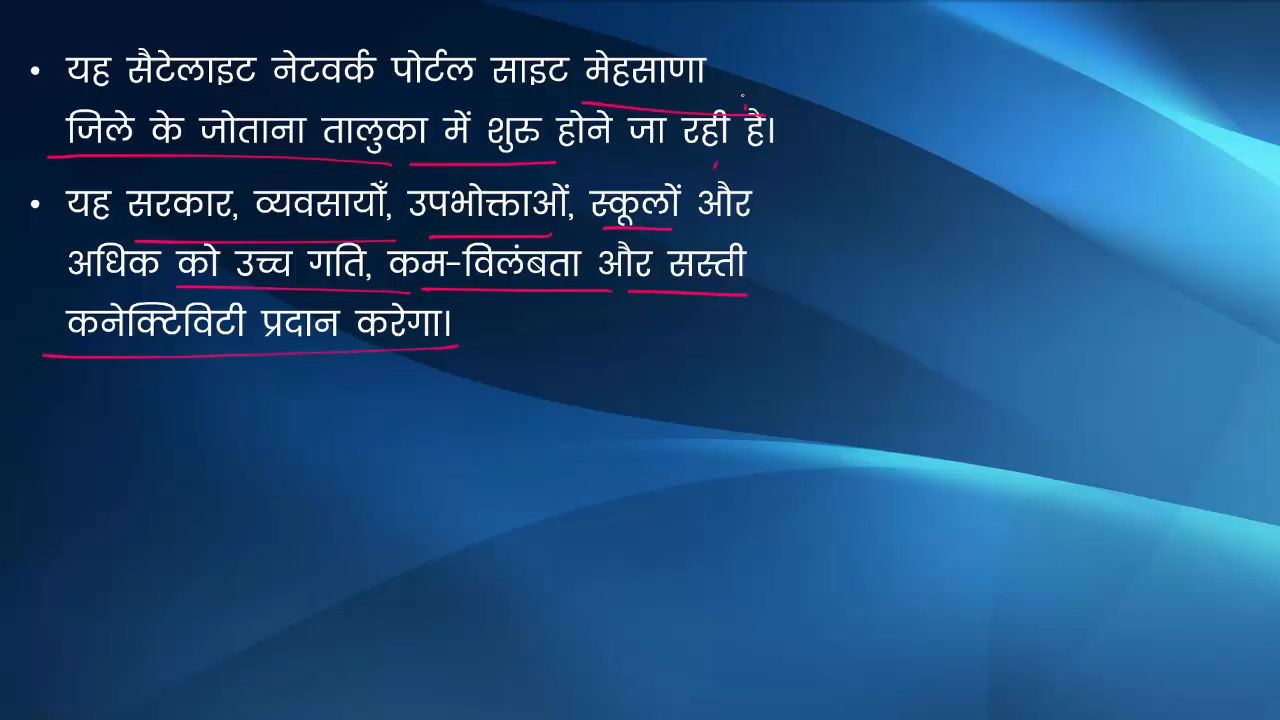 • यह सैटेलाइट नेटवर्क पोर्टल साइट मेहसाणा
जिले के जोताना तालुका में शुरु होने जा रही है।
• यह सरकार, व्यवसायोँ, उपभोक्ताओं, स्कूलों और
अधिक को उच्च गति, कम-विलंबता और सस्ती
कनेक्टिविटी प्रदान करेगा।